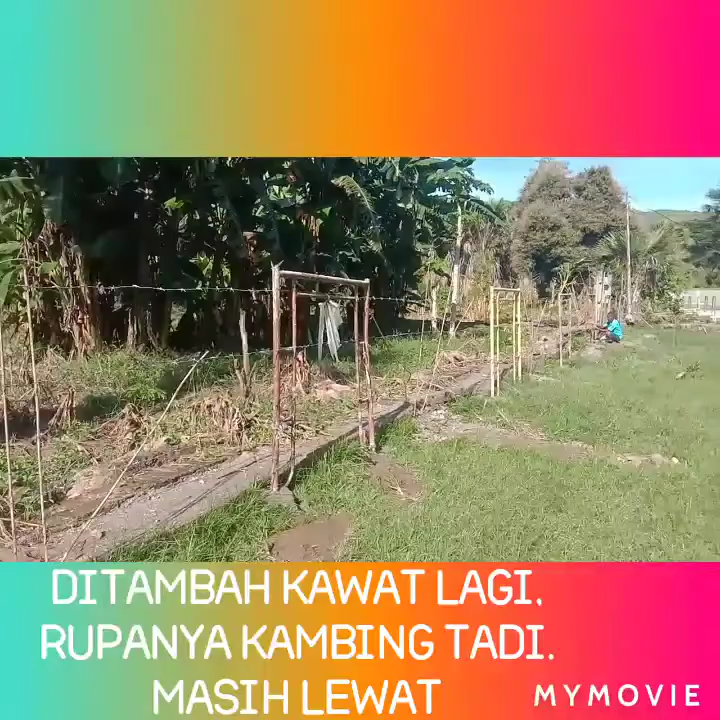 DITAMBAH KAWAT LAGI.
RUPANYA KAMBING TADI.
MASIH LEWAT
MYMOVIE